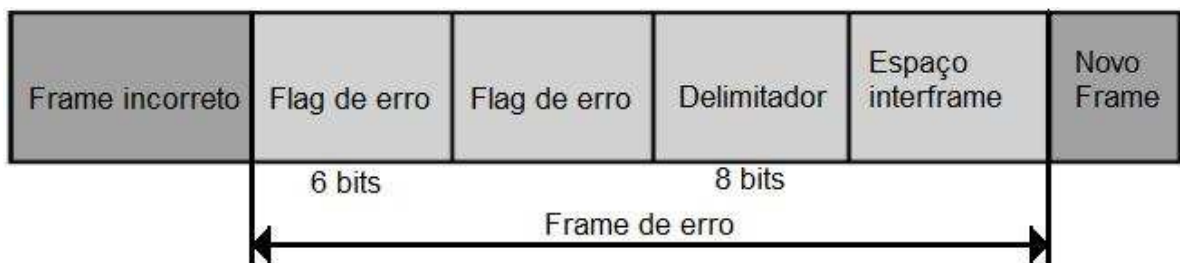 Frame incorreto
Flag de erro
Flag de erro
Delimitador
Espaço
interframe
Novo
Frame
6 bits
8 bits
Frame de erro